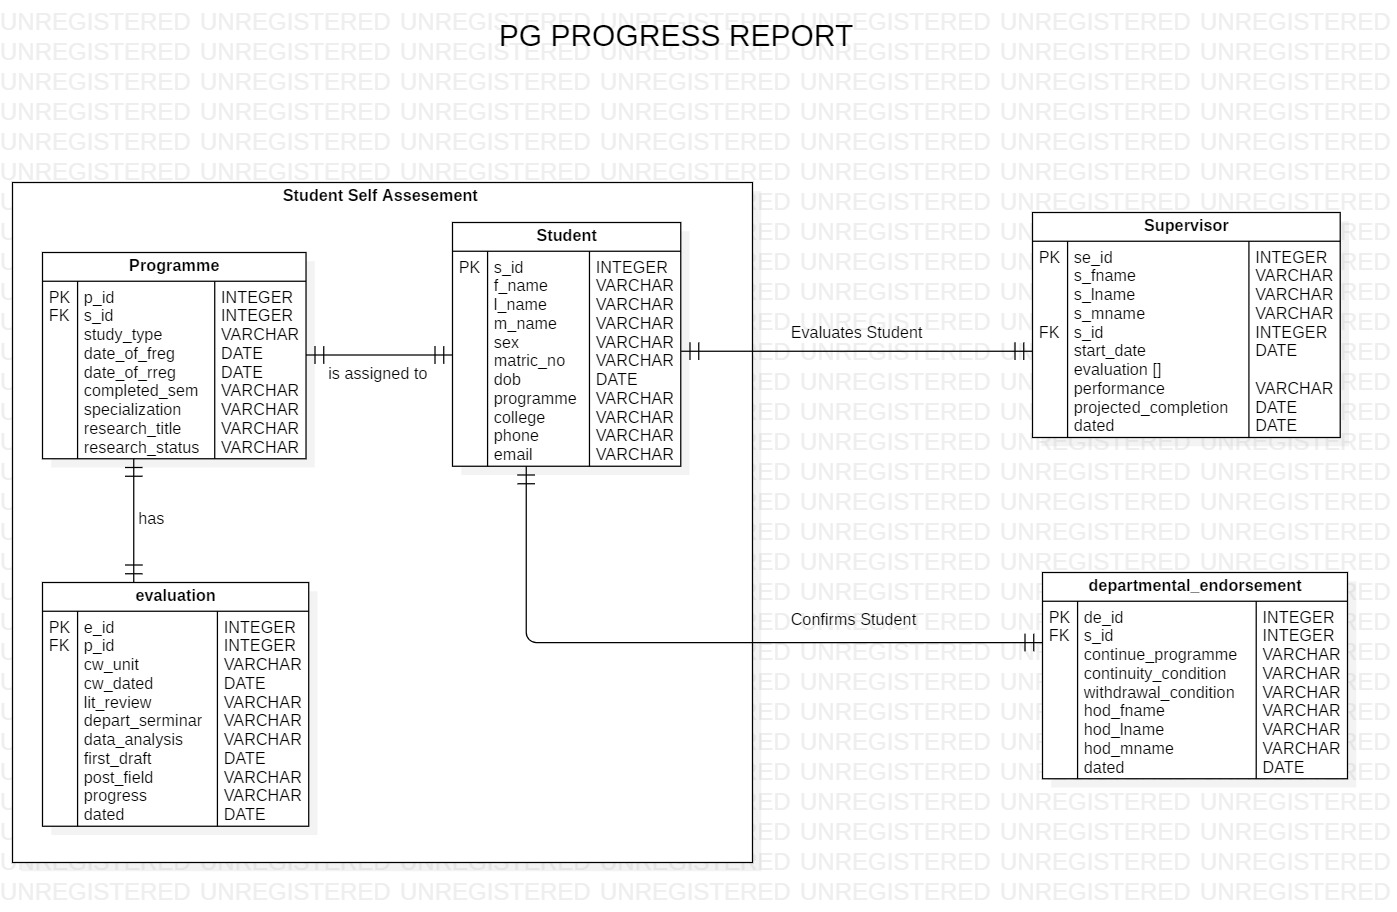 PG PROGRESS REPORT
Student Self Assesement
Programme
PK p_id INTEGER
FK s_id INTEGER
study_type VARCHAR
date_of_freg DATE
date_of_rreg DATE
completed_sem VARCHAR
specialization VARCHAR
research_title VARCHAR
research_status VARCHAR
is assigned to
Student
PK s_id INTEGER
f_name VARCHAR
l_name VARCHAR
m_name VARCHAR
sex VARCHAR
matric_no VARCHAR
dob DATE
programme VARCHAR
college VARCHAR
phone VARCHAR
email VARCHAR
Evaluates Student
Supervisor
PK se_id INTEGER
s_fname VARCHAR
s_lname VARCHAR
s_mname VARCHAR
FK s_id INTEGER
start_date DATE
evaluation []
performance VARCHAR
projected_completion DATE
dated DATE
has
evaluation
PK e_id INTEGER
FK p_id INTEGER
cw_unit VARCHAR
cw_dated DATE
lit_review VARCHAR
depart_serminar VARCHAR
data_analysis VARCHAR
first_draft DATE
post_field VARCHAR
progress VARCHAR
dated DATE
Confirms Student
departmental_endorsement
PK de_id INTEGER
FK s_id INTEGER
continue_programme VARCHAR
continuity_condition VARCHAR
withdrawal_condition VARCHAR
hod_fname VARCHAR
hod_lname VARCHAR
hod_mname VARCHAR
dated DATE
UNREGISTERED